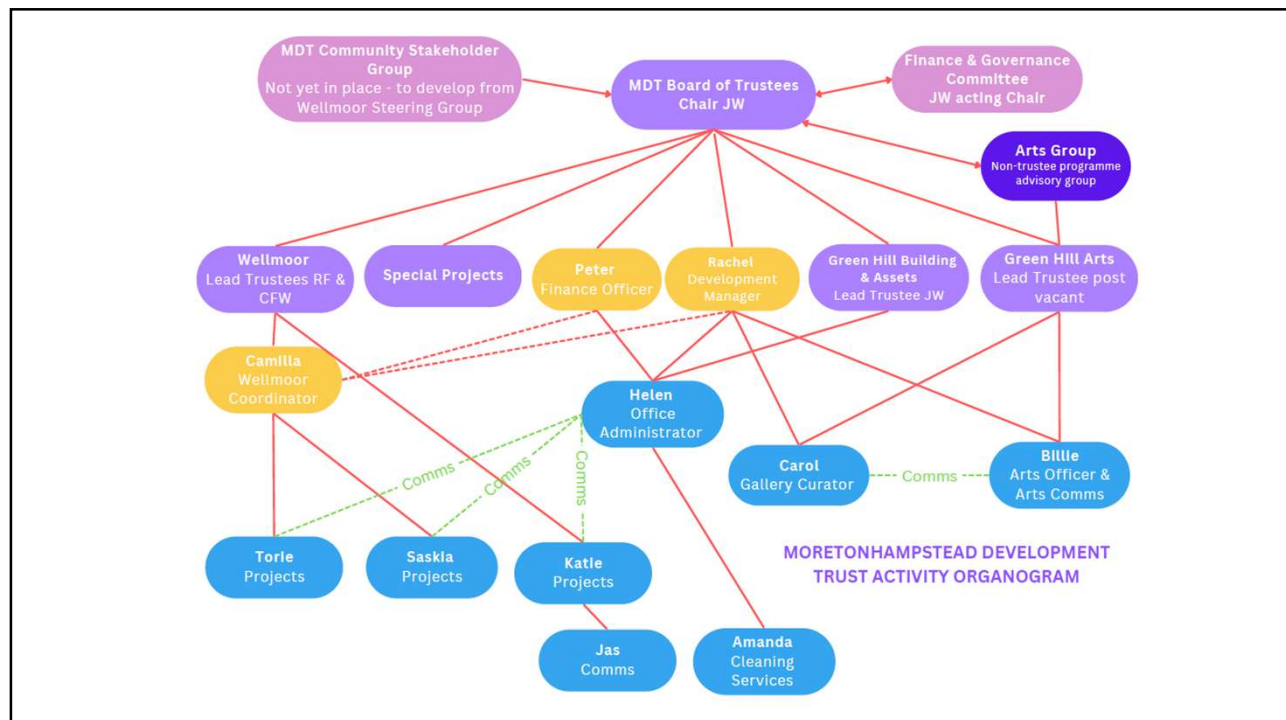 MDT Community Stakeholder
Group
Not yet in place - to develop from
Wellmoor Steering Group
MDT Board of Trustees
Chair JW
Finance & Governance
Committee
JW acting Chair
Arts Group
Non-trustee programme
advisory group
Wellmoor
Lead Trustees RF &
CFW
Special Projects
Peter
Finance Officer
Rachel
Development
Manager
Green Hill Building
& Assets
Lead Trustee JW
Green Hill Arts
Lead Trustee post
vacant
Camilla
Wellmoor
Coordinator
Helen
Office
Administrator
Comms
Comms
Comms
Carol
Gallery Curator
Comms
Billie
Arts Officer &
Arts Comms
Torie
Projects
Saskia
Projects
Katie
Projects
MORETONHAMPSTEAD DEVELOPMENT
TRUST ACTIVITY ORGANOGRAM
Jas
Comms
Amanda
Cleaning
Services